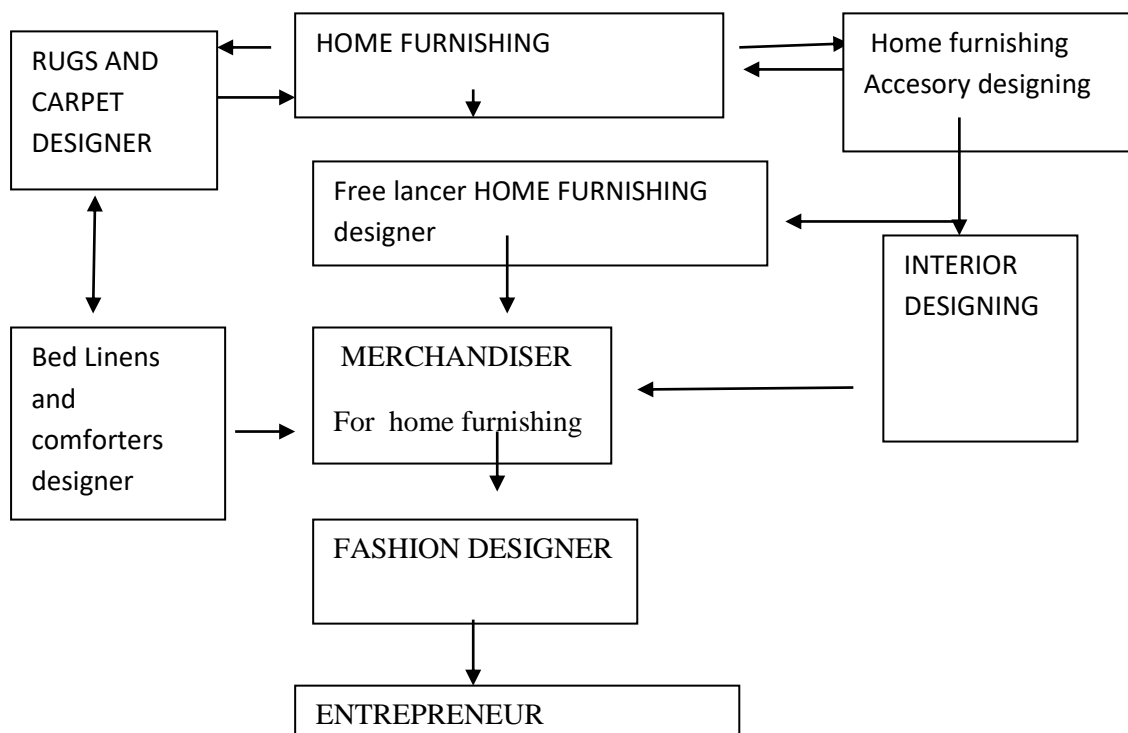 HOME FURNISHING
RUGS AND
CARPET
DESIGNER
Home furnishing
Accesory designing
Free lancer HOME FURNISHING
designer
INTERIOR
DESIGNING
Bed Linens
and
comforters
designer
MERCHANDISER
For home furnishing
FASHION DESIGNER
ENTREPRENEUR